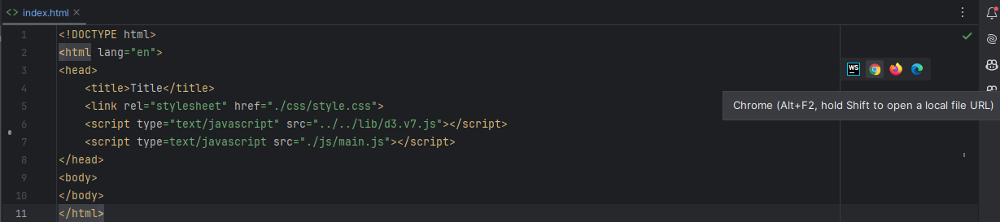 index.html
1 <!DOCTYPE html>
2 <html lang="en">
3 <head>
4     <title>Title</title>
5     <link rel="stylesheet" href="./css/style.css">
6     <script type="text/javascript" src="../../lib/d3.v7.js"></script>
7     <script type=text/javascript src="./js/main.js"></script>
8 </head>
9 <body>
10 </body>
11 </html>
WS
Chrome (Alt+F2, hold Shift to open a local file URL)